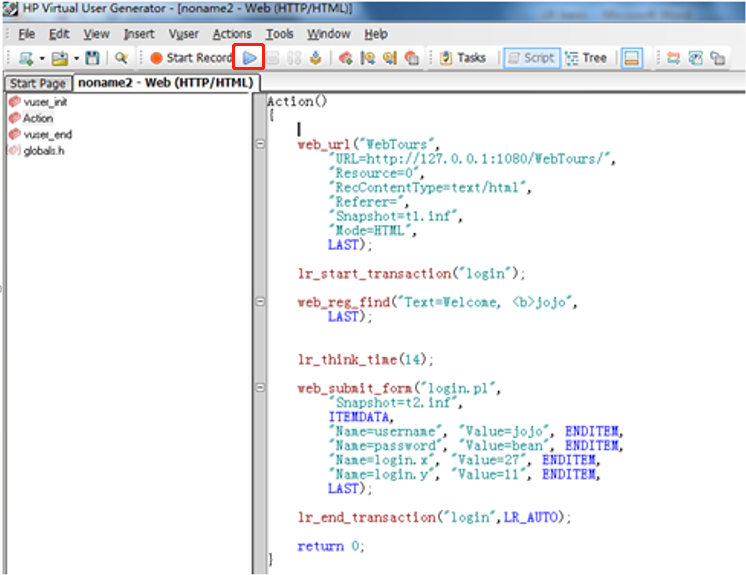 HP Virtual User Generator - [noname2 - Web (HTTP/HTML)]
File Edit View Insert Vuser Actions Tools Window Help
Start Record Tasks Script Tree
Start Page noname2 - Web (HTTP/HTML)
vuser_init
Action
vuser_end
globals.h
Action()
{
web_url("WebTours",
"URL=http://127.0.0.1:1080/WebTours/",
"Resource=0",
"RecContentType=text/html",
"Referer=",
"Snapshot=t1.inf",
"Mode=HTML",
LAST);
lr_start_transaction("login");
web_reg_find("Text=Welcome, <b>jojo",
LAST);
lr_think_time(14);
web_submit_form("login.pl",
"Snapshot=t2.inf",
ITEMDATA,
"Name=username", "Value=jojo", ENDITEM,
"Name=password", "Value=bean", ENDITEM,
"Name=login.x", "Value=27", ENDITEM,
"Name=login.y", "Value=11", ENDITEM,
LAST);
lr_end_transaction("login",LR_AUTO);
return 0;
}